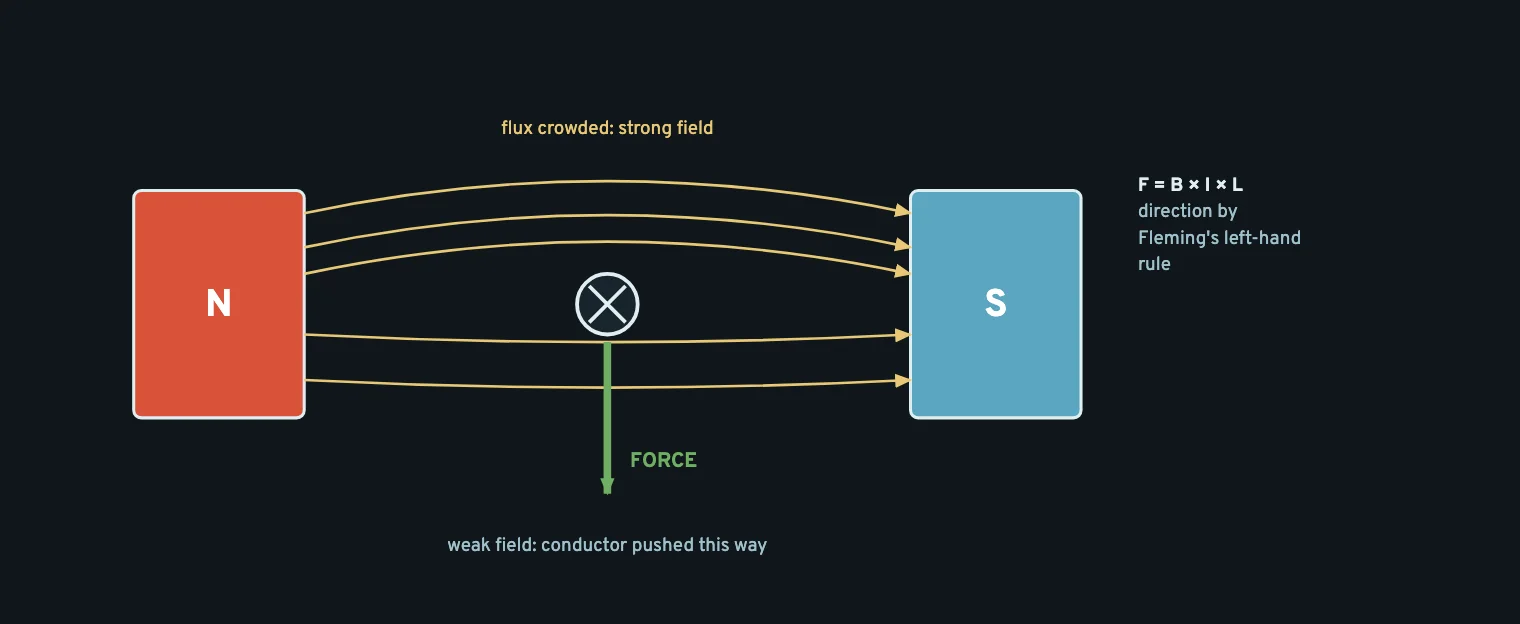 flux crowded: strong field
F = B × I × L
direction by
Fleming's left-hand
rule
N
S
FORCE
weak field: conductor pushed this way